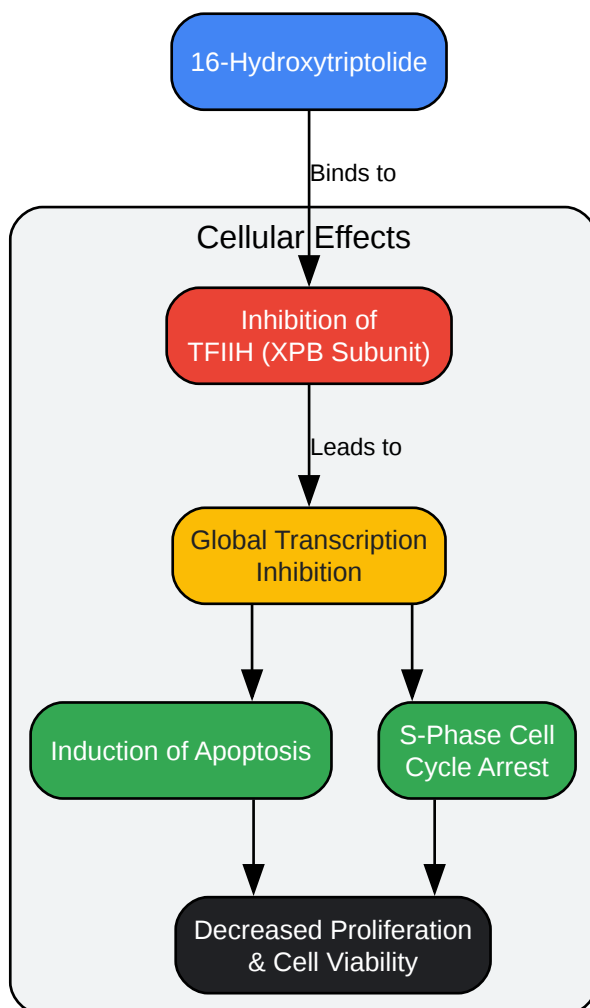 16-Hydroxytriptolide
Binds to
Cellular Effects
Inhibition of
TFIIH (XPB Subunit)
Leads to
Global Transcription
Inhibition
Induction of Apoptosis
S-Phase Cell
Cycle Arrest
Decreased Proliferation
& Cell Viability